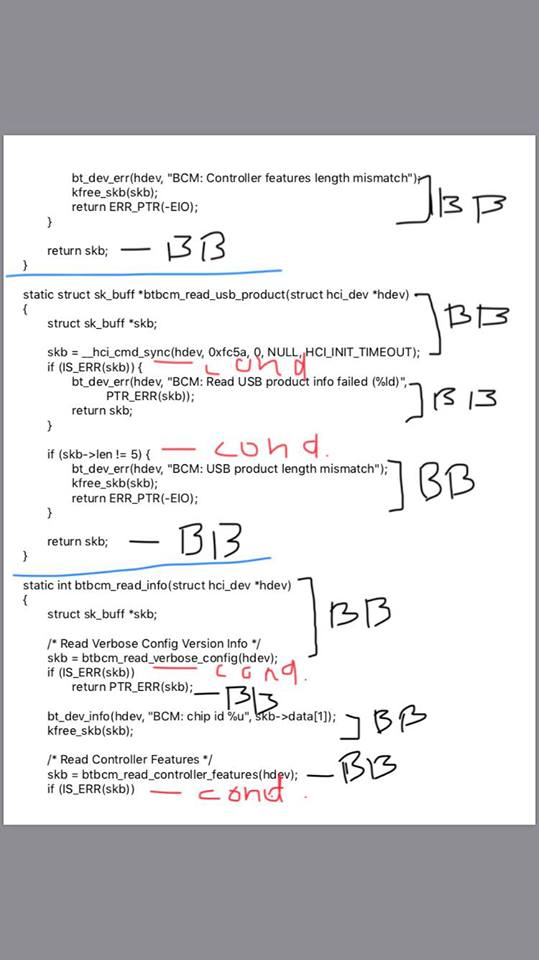 bt_dev_err(hdev, "BCM: Controller features length mismatch");
kfree_skb(skb);
return ERR_PTR(-EIO);
BB
}
return skb; — BB
}
static struct sk_buff *btbcm_read_usb_product(struct hci_dev *hdev)
{
BB
struct sk_buff *skb;
skb = __hci_cmd_sync(hdev, 0xfc5a, 0, NULL, HCI_INIT_TIMEOUT);
if (IS_ERR(skb)) { — cond
bt_dev_err(hdev, "BCM: Read USB product info failed (%ld)",
PTR_ERR(skb));
BB
return skb;
}
if (skb->len != 5) { — cond.
bt_dev_err(hdev, "BCM: USB product length mismatch");
kfree_skb(skb);
BB
return ERR_PTR(-EIO);
}
return skb; — BB
}
static int btbcm_read_info(struct hci_dev *hdev)
{
struct sk_buff *skb;
BB
/* Read Verbose Config Version Info */
skb = btbcm_read_verbose_config(hdev);
if (IS_ERR(skb)) — cond.
return PTR_ERR(skb); — BB
bt_dev_info(hdev, "BCM: chip id %u", skb->data[1]);
BB
kfree_skb(skb);
/* Read Controller Features */
skb = btbcm_read_controller_features(hdev); — BB
if (IS_ERR(skb)) — cond.